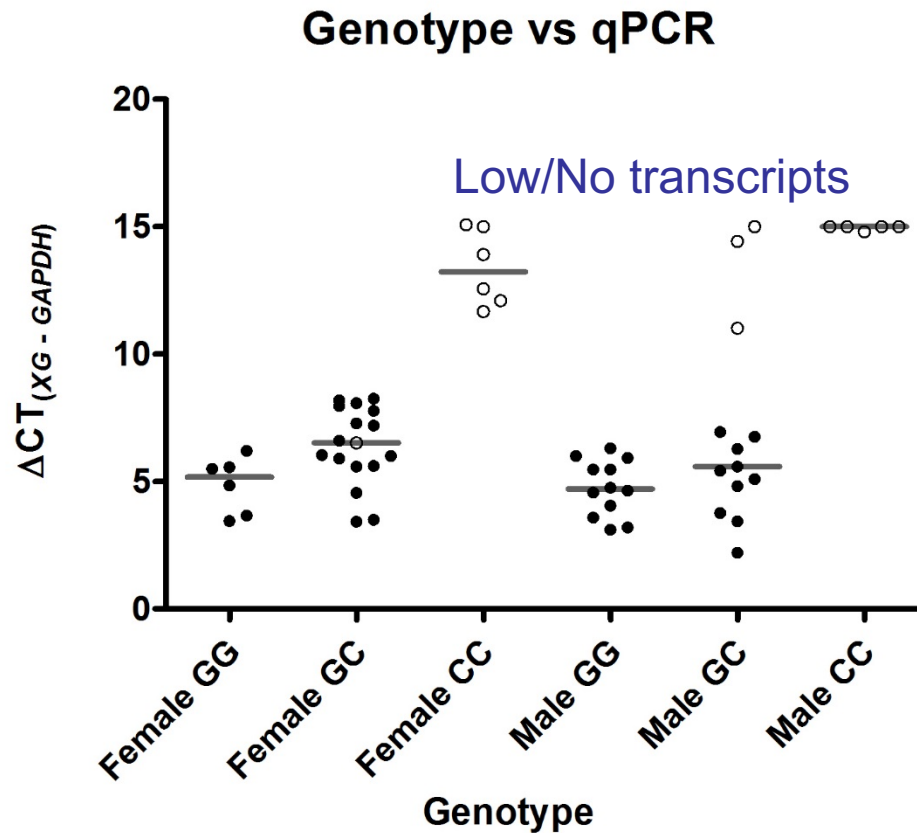 Genotype vs qPCR
20
Low/No transcripts
15
10
5
0
ΔCT(XG - GAPDH)
Female GG
Female GC
Female CC
Male GG
Male GC
Male CC
Genotype